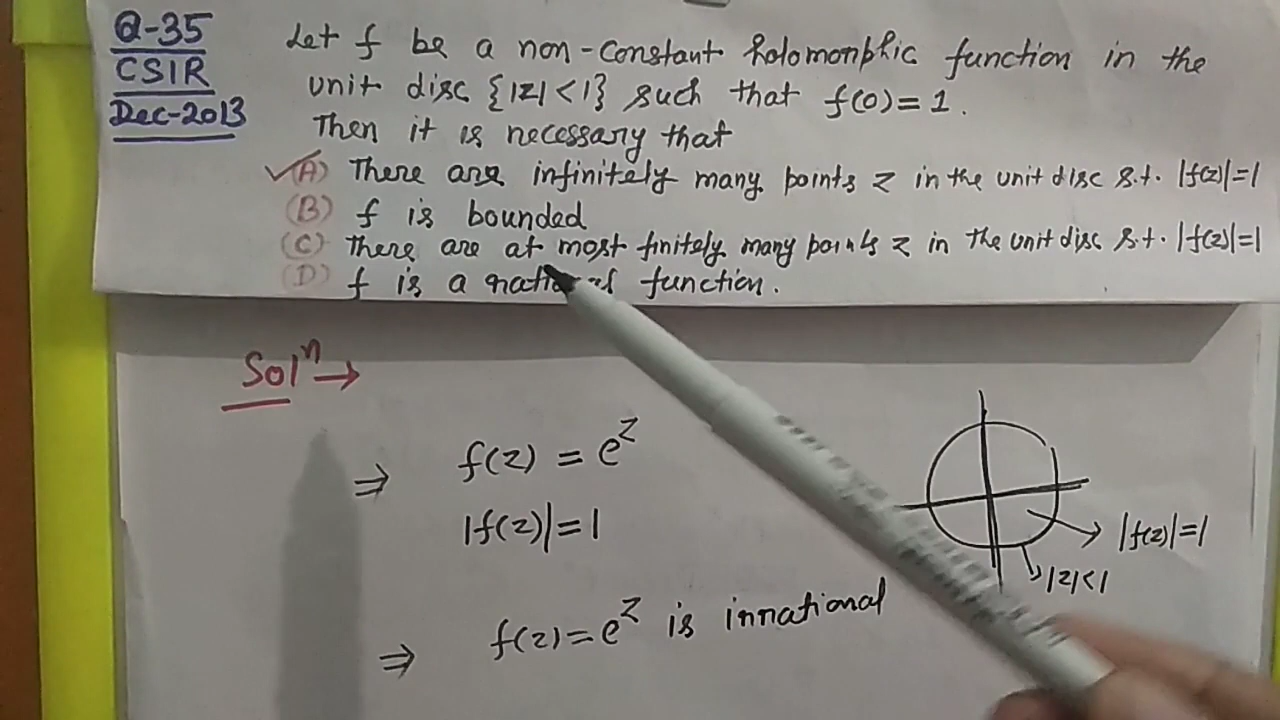 Q-35
CSIR
Dec-2013
Let f be a non-constant holomorphic function in the
unit disc {|z|<1} such that f(0)=1.
Then it is necessary that
(A) There are infinitely many points z in the unit disc s.t. |f(z)|=1
(B) f is bounded
(C) There are at most finitely many points z in the unit disc s.t. |f(z)|=1
(D) f is a rational function.
Solⁿ→
⇒ f(z) = e^z
|f(z)|=1
|f(z)|=1
|z|<1
⇒ f(z)=e^z is irrational